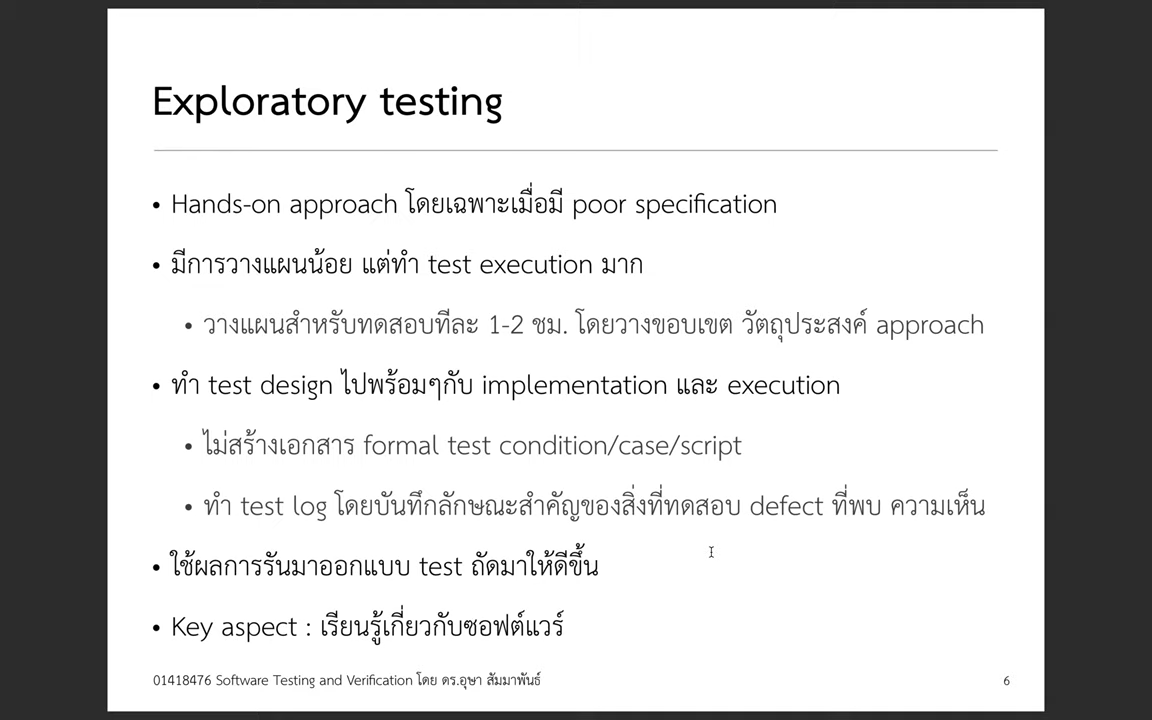 Exploratory testing
• Hands-on approach โดยเฉพาะเมื่อมี poor specification
• มีการวางแผนน้อย แต่ทำ test execution มาก
• วางแผนสำหรับทดสอบทีละ 1-2 ชม. โดยวางขอบเขต วัตถุประสงค์ approach
• ทำ test design ไปพร้อมๆกับ implementation และ execution
• ไม่สร้างเอกสาร formal test condition/case/script
• ทำ test log โดยบันทึกลักษณะสำคัญของสิ่งที่ทดสอบ defect ที่พบ ความเห็น
• ใช้ผลการรันมาออกแบบ test ถัดมาให้ดีขึ้น
• Key aspect : เรียนรู้เกี่ยวกับซอฟต์แวร์
01418476 Software Testing and Verification โดย ดร.อุษา สัมมาพันธ์ 6